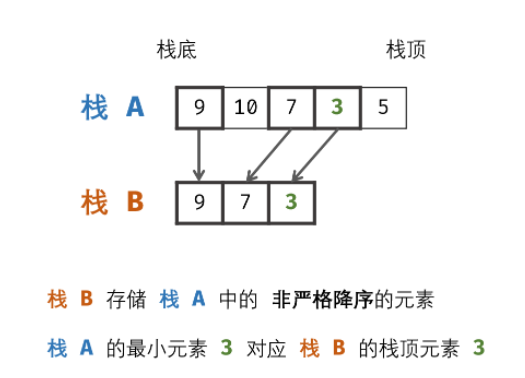 栈底 栈顶
栈 A 9 10 7 3 5
栈 B 9 7 3
栈 B 存储 栈 A 中的 非严格降序的元素
栈 A 的最小元素 3 对应 栈 B 的栈顶元素 3